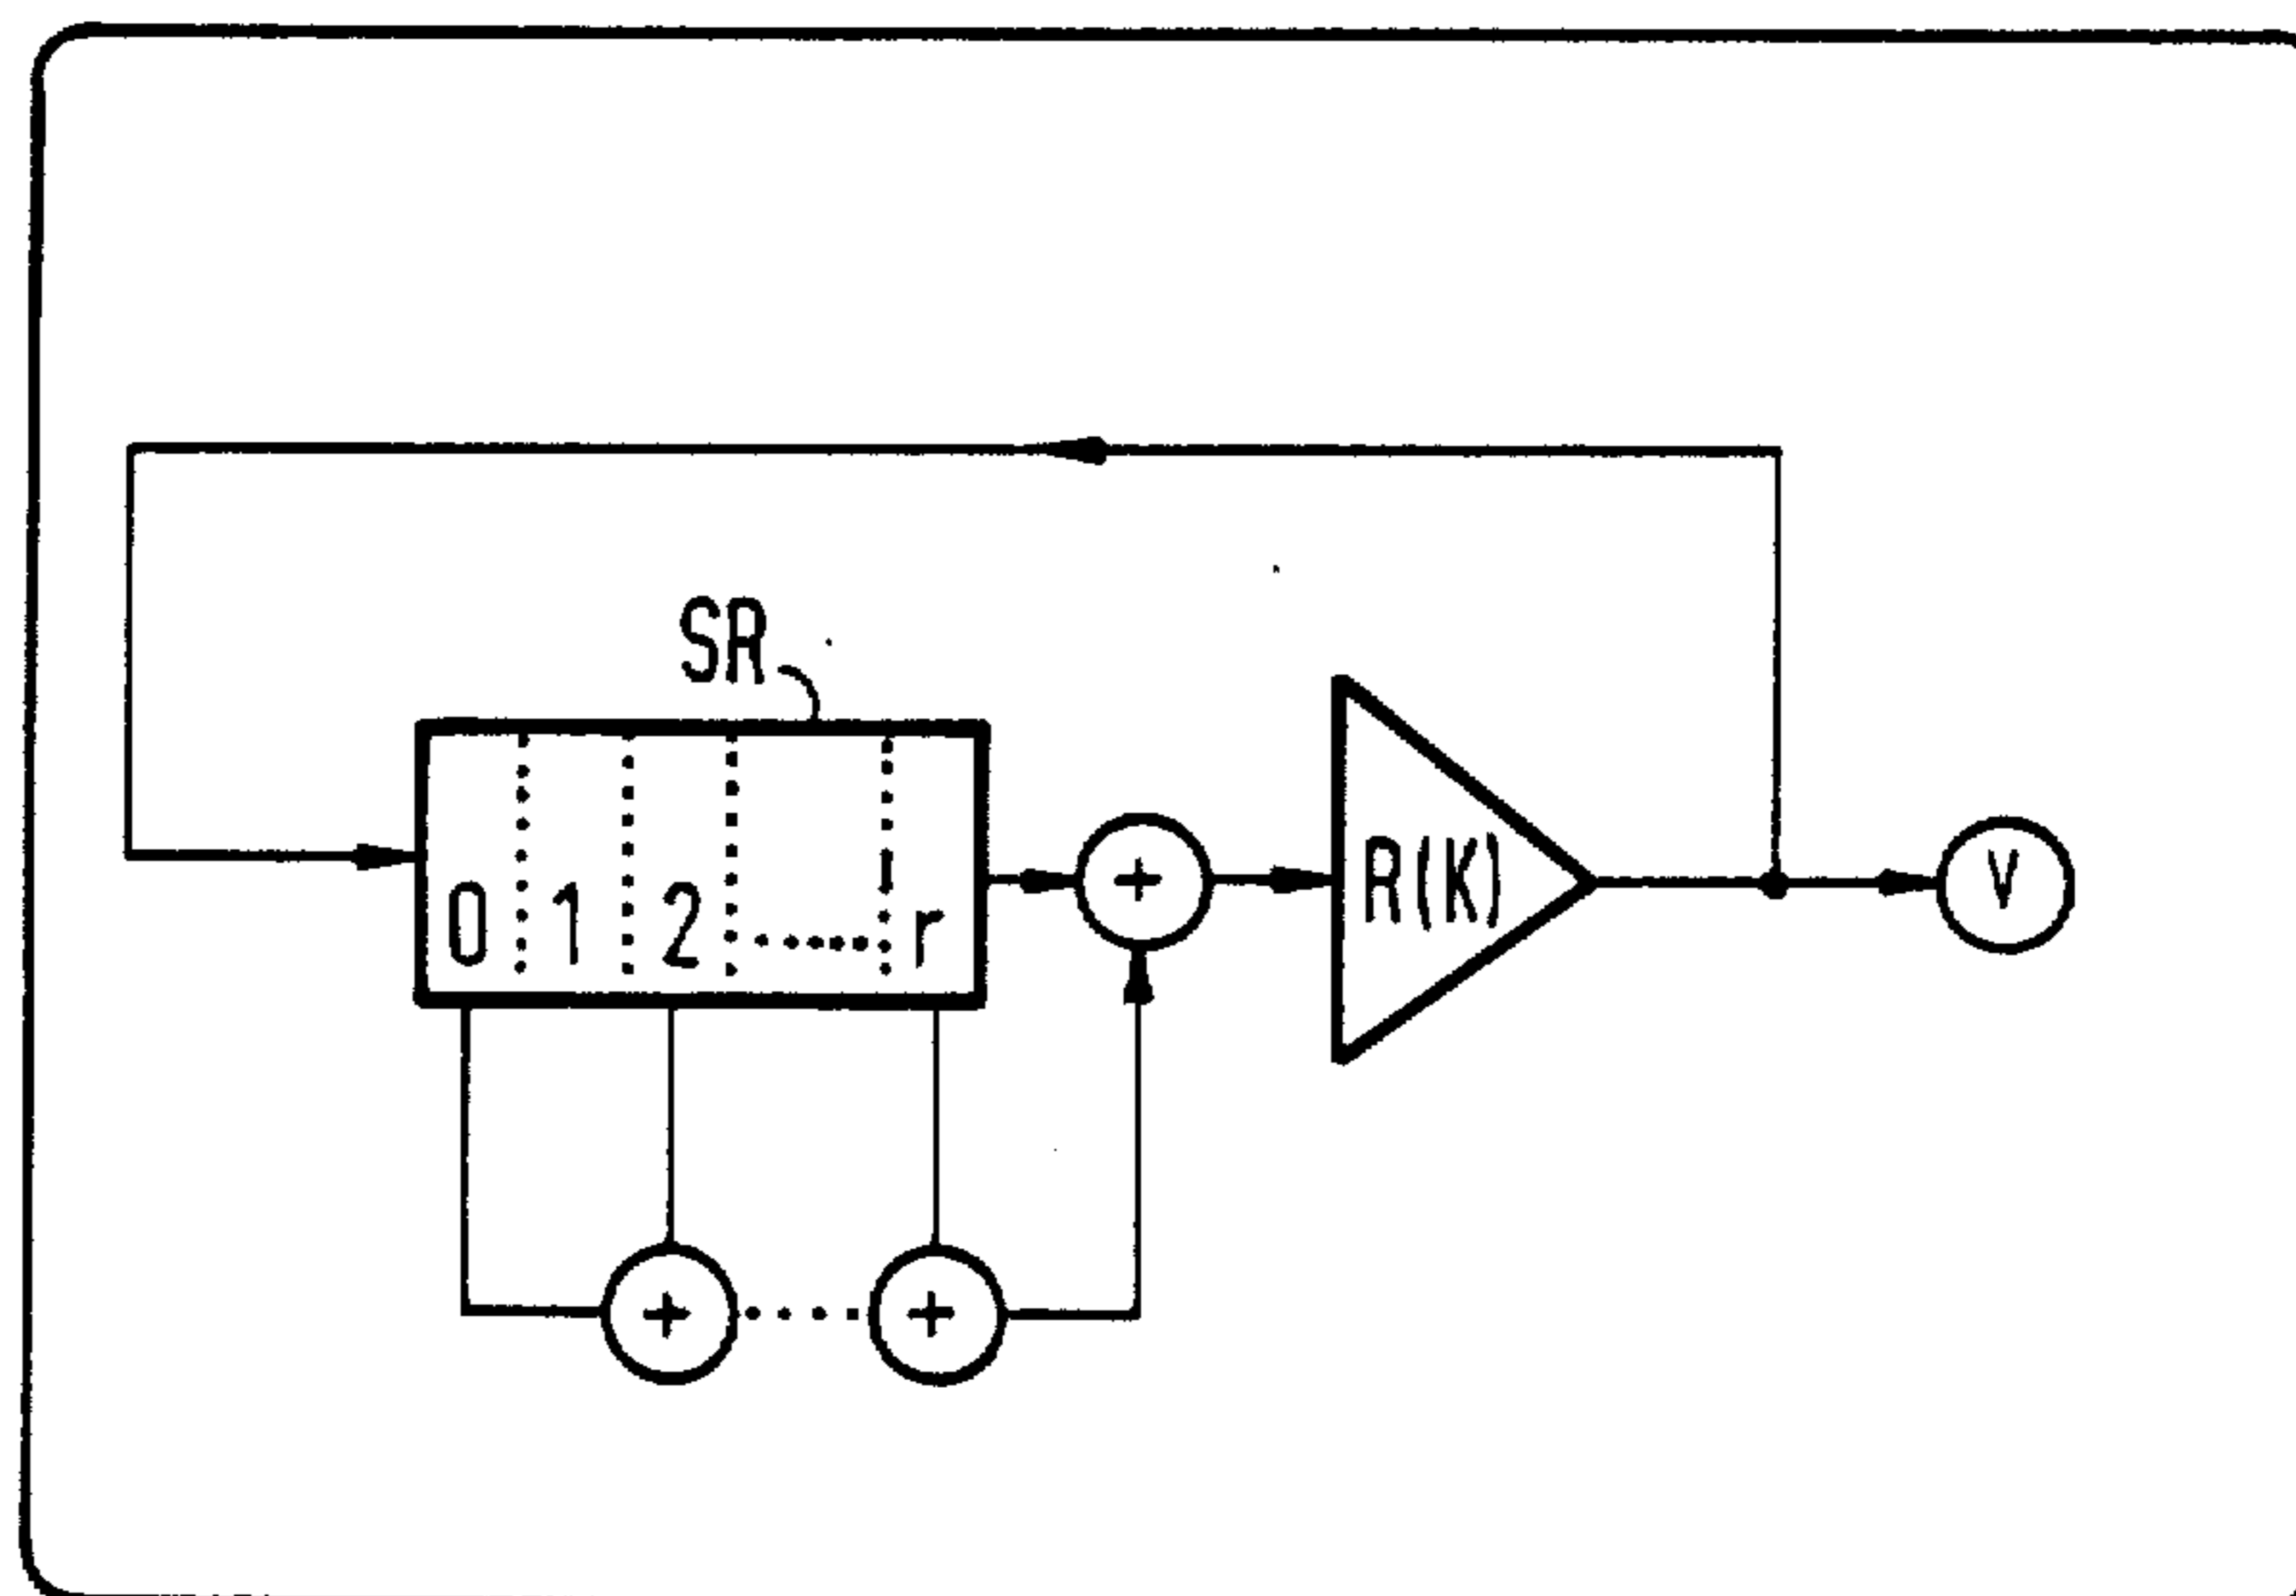 SR
0 1 2 ...... r
+
R(K)
V
+ .... +